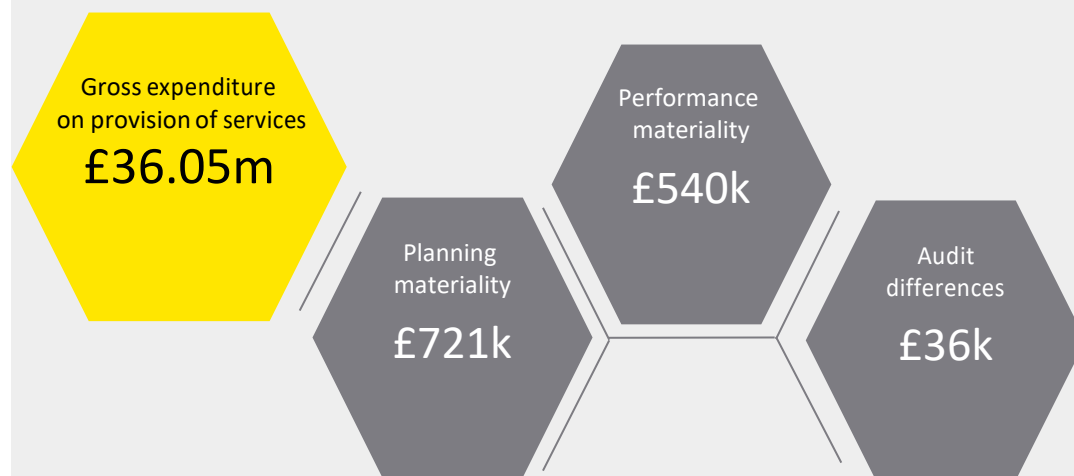 Gross expenditure
on provision of services
£36.05m
Planning
materiality
£721k
Performance
materiality
£540k
Audit
differences
£36k